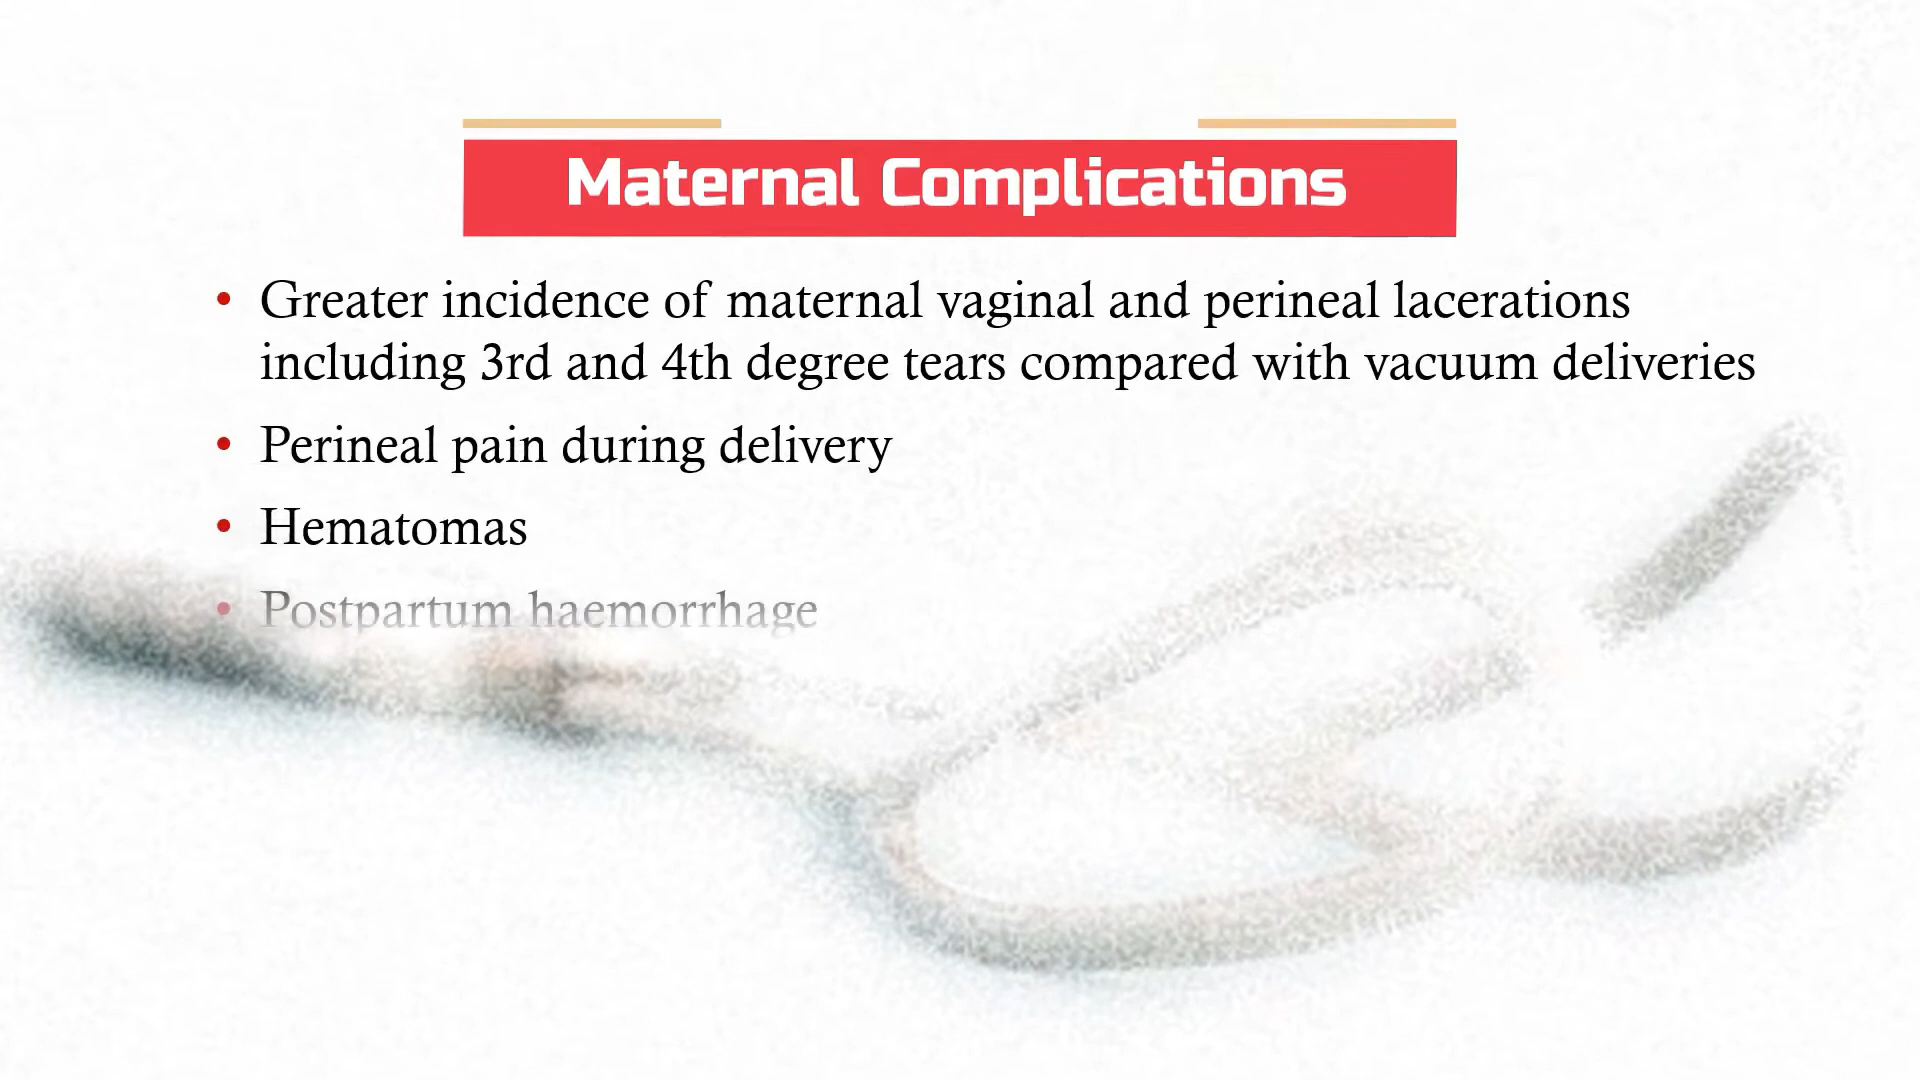 Maternal Complications
• Greater incidence of maternal vaginal and perineal lacerations
including 3rd and 4th degree tears compared with vacuum deliveries
• Perineal pain during delivery
• Hematomas
• Postpartum haemorrhage